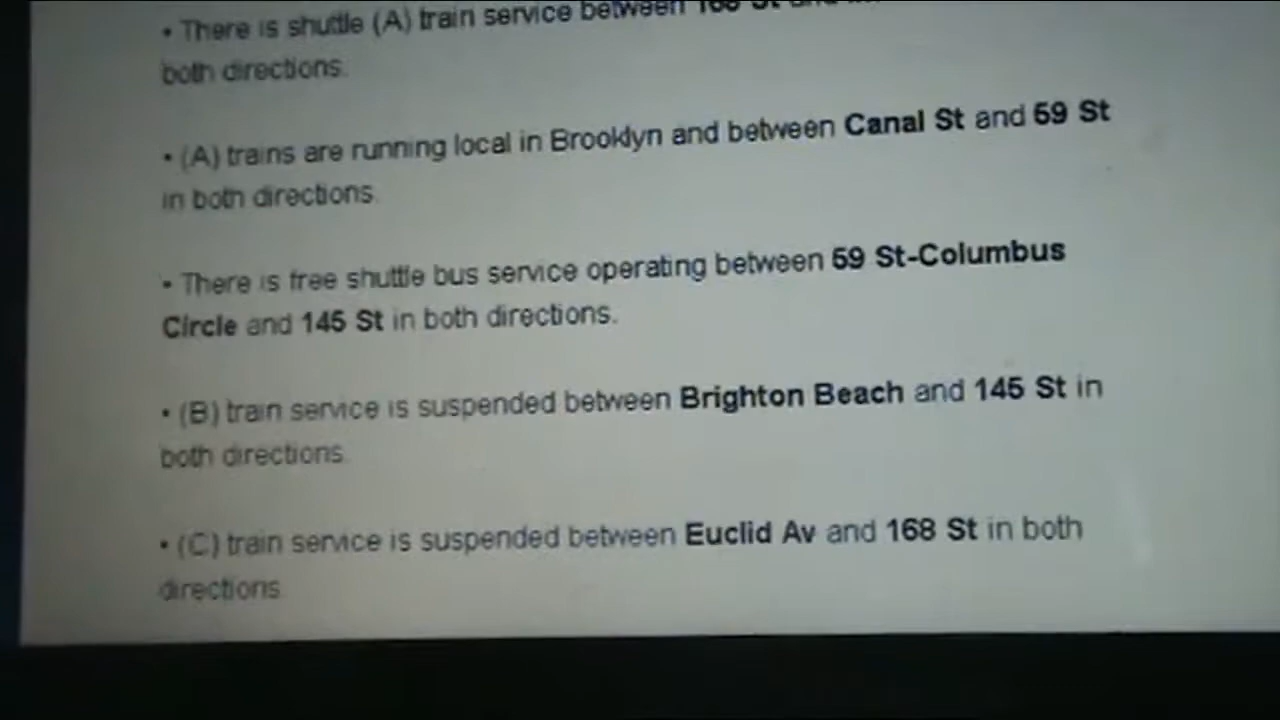 • There is shuttle (A) train service between 168 St and
both directions.
• (A) trains are running local in Brooklyn and between Canal St and 59 St
in both directions.
• There is free shuttle bus service operating between 59 St-Columbus
Circle and 145 St in both directions.
• (B) train service is suspended between Brighton Beach and 145 St in
both directions.
• (C) train service is suspended between Euclid Av and 168 St in both
directions.